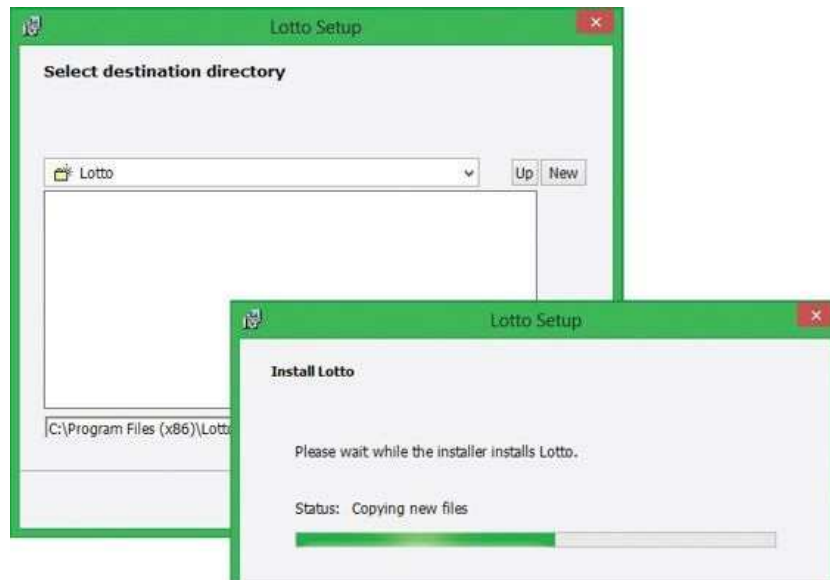 Lotto Setup
Select destination directory
Lotto
Up New
C:\Program Files (x86)\Lotto
Lotto Setup
Install Lotto
Please wait while the installer installs Lotto.
Status: Copying new files